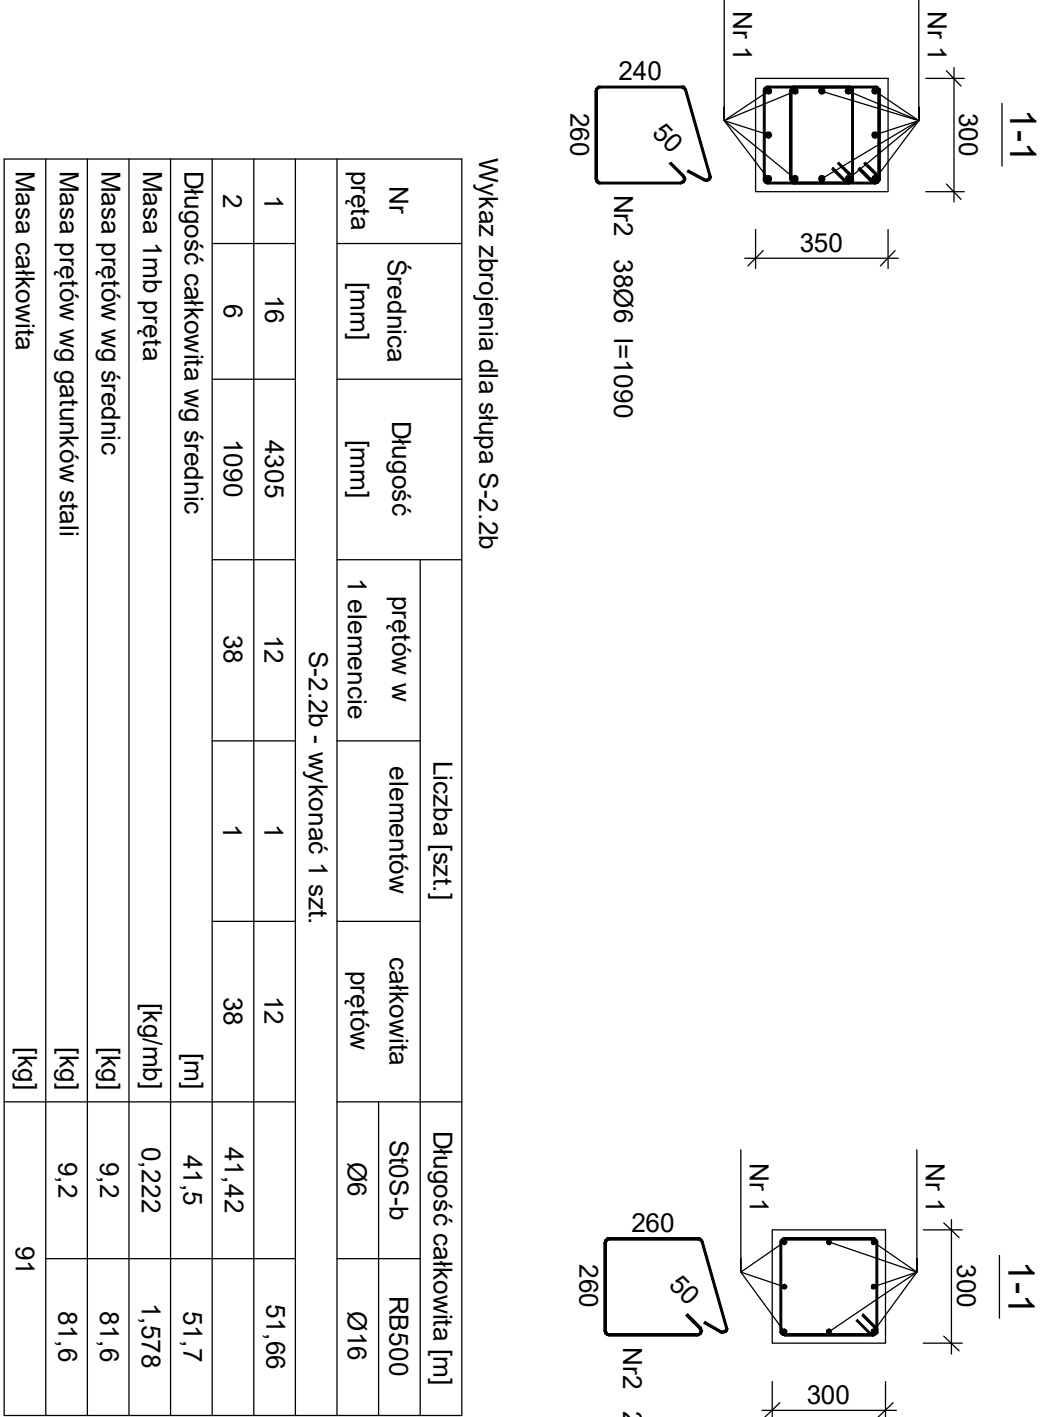 1-1
300
350
Nr 1
Nr 1
240
260
50
Nr2 38Ø6 l=1090
1-1
300
300
Nr 1
Nr 1
260
260
50
Nr2
Wykaz zbrojenia dla słupa S-2.2b
Nr pręta
Średnica [mm]
Długość [mm]
Liczba [szt.]
prętów w 1 elemencie
elementów
całkowita prętów
Długość całkowita [m]
St0S-b
RB500
Ø6
Ø16
S-2.2b - wykonać 1 szt.
1 16 4305 12 1 12 51,66
2 6 1090 38 1 38 41,42
Długość całkowita wg średnic [m] 41,5 51,7
Masa 1mb pręta [kg/mb] 0,222 1,578
Masa prętów wg średnic [kg] 9,2 81,6
Masa prętów wg gatunków stali [kg] 9,2 81,6
Masa całkowita [kg] 91